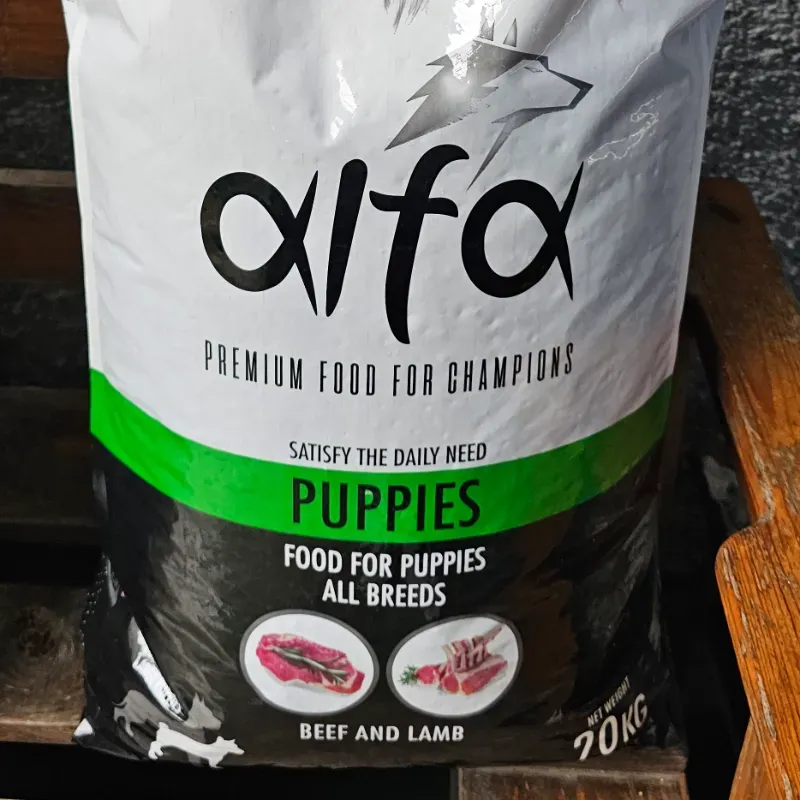 alfa
PREMIUM FOOD FOR CHAMPIONS
SATISFY THE DAILY NEED
PUPPIES
FOOD FOR PUPPIES
ALL BREEDS
BEEF AND LAMB
NET WEIGHT
20KG